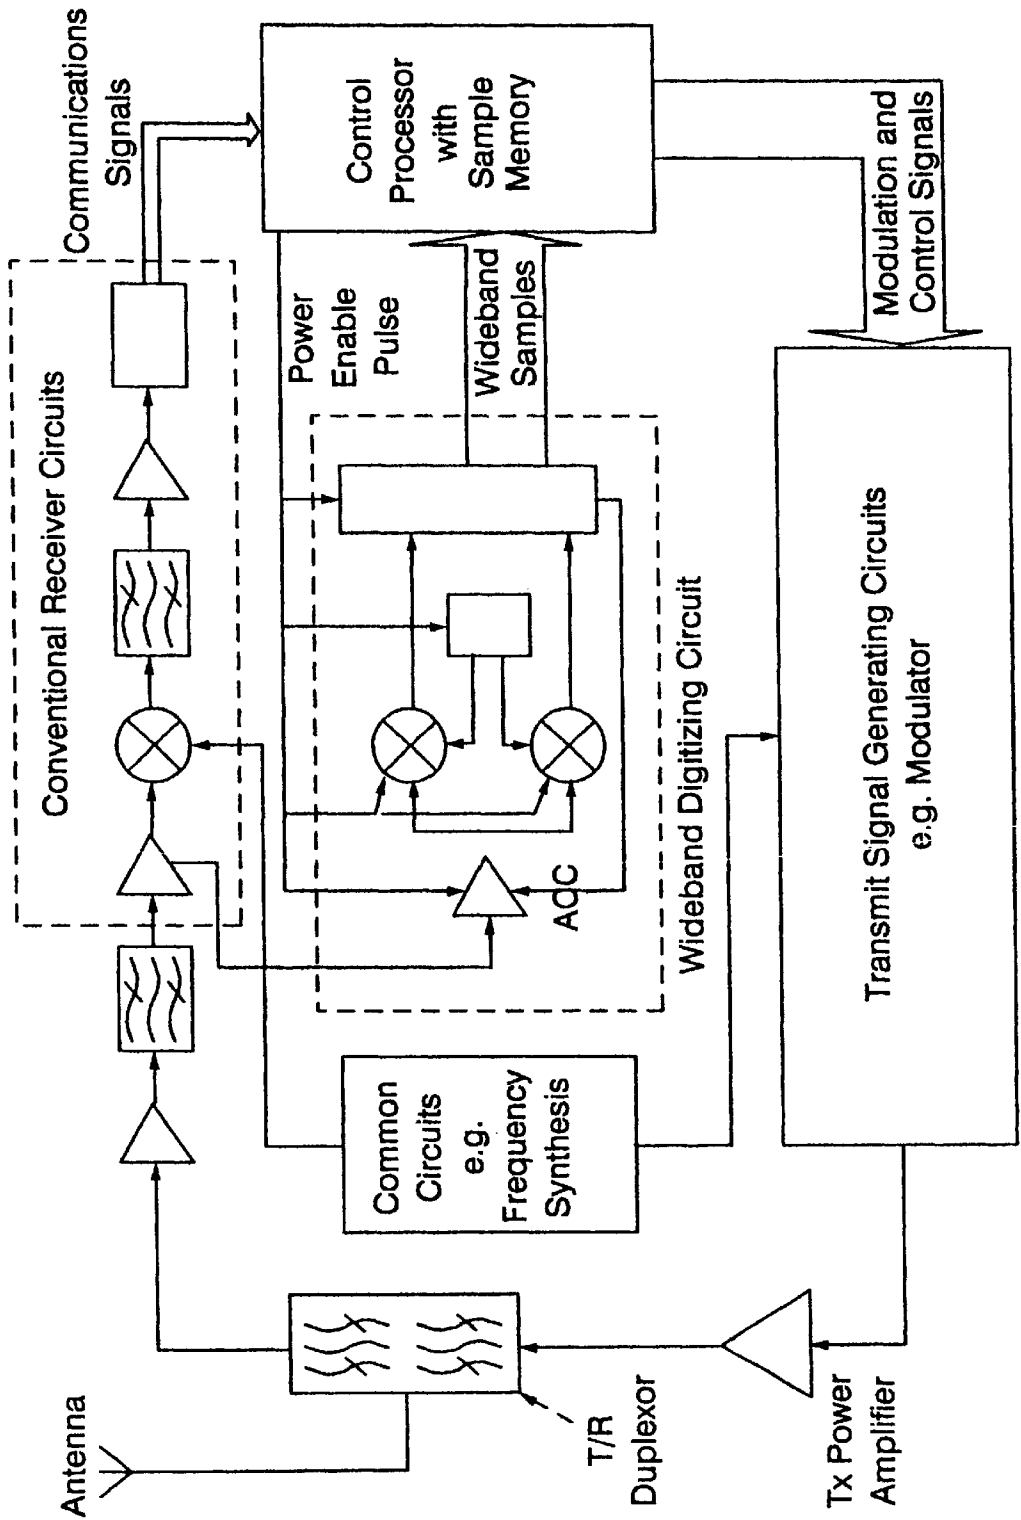 Antenna
T/R
Duplexor
Tx Power
Amplifier
Common
Circuits
e.g.
Frequency
Synthesis
Conventional Receiver Circuits
Communications
Signals
Power
Enable
Pulse
Wideband
Samples
AOC
Wideband Digitizing Circuit
Control
Processor
with
Sample
Memory
Modulation and
Control Signals
Transmit Signal Generating Circuits
e.g. Modulator